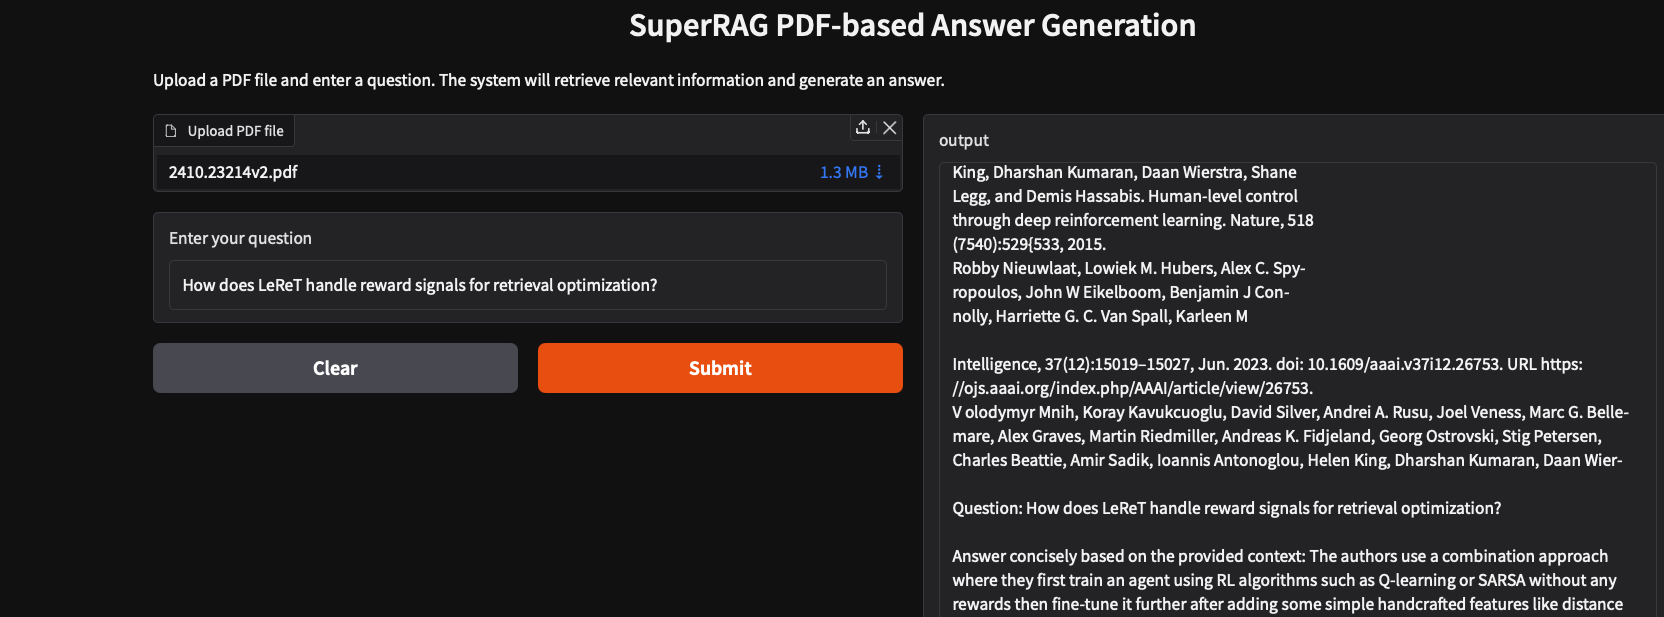 SuperRAG PDF-based Answer Generation
Upload a PDF file and enter a question. The system will retrieve relevant information and generate an answer.
Upload PDF file
2410.23214v2.pdf
1.3 MB ⇣
Enter your question
How does LeReT handle reward signals for retrieval optimization?
Clear
Submit
output
King, Dharshan Kumaran, Daan Wierstra, Shane
Legg, and Demis Hassabis. Human-level control
through deep reinforcement learning. Nature, 518
(7540):529{533, 2015.
Robby Nieuwlaat, Lowiek M. Hubers, Alex C. Spy-
ropoulos, John W Eikelboom, Benjamin J Con-
nolly, Harriette G. C. Van Spall, Karleen M
Intelligence, 37(12):15019–15027, Jun. 2023. doi: 10.1609/aaai.v37i12.26753. URL https:
//ojs.aaai.org/index.php/AAAI/article/view/26753.
V olodymyr Mnih, Koray Kavukcuoglu, David Silver, Andrei A. Rusu, Joel Veness, Marc G. Belle-
mare, Alex Graves, Martin Riedmiller, Andreas K. Fidjeland, Georg Ostrovski, Stig Petersen,
Charles Beattie, Amir Sadik, Ioannis Antonoglou, Helen King, Dharshan Kumaran, Daan Wier-
Question: How does LeReT handle reward signals for retrieval optimization?
Answer concisely based on the provided context: The authors use a combination approach
where they first train an agent using RL algorithms such as Q-learning or SARSA without any
rewards then fine-tune it further after adding some simple handcrafted features like distance